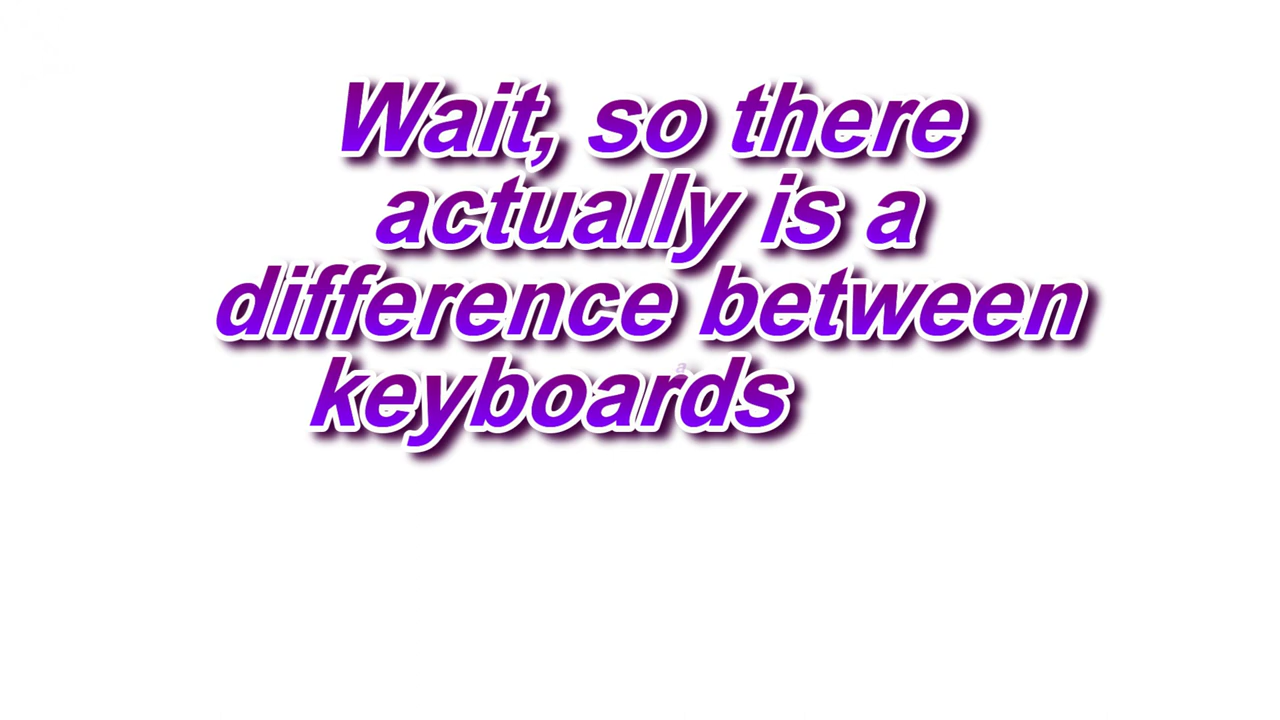 Wait, so there
actually is a
difference between
keyboards
a